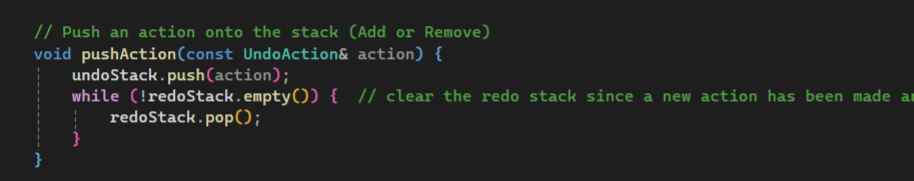 // Push an action onto the stack (Add or Remove)
void pushAction(const UndoAction& action) {
undoStack.push(action);
while (!redoStack.empty()) { // clear the redo stack since a new action has been made
redoStack.pop();
}
}